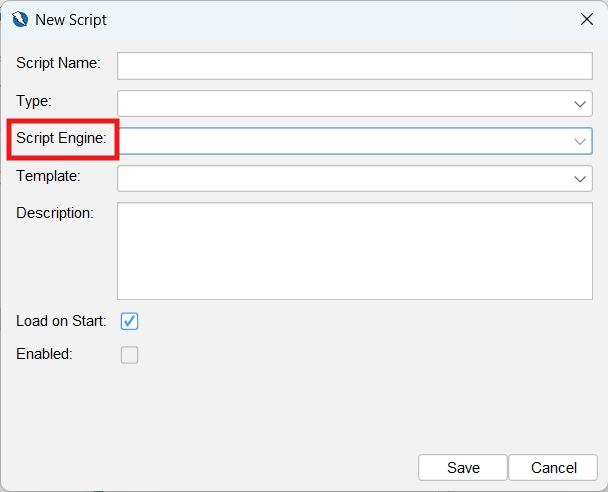 New Script
Script Name:
Type:
Script Engine:
Template:
Description:
Load on Start:
Enabled:
Save Cancel